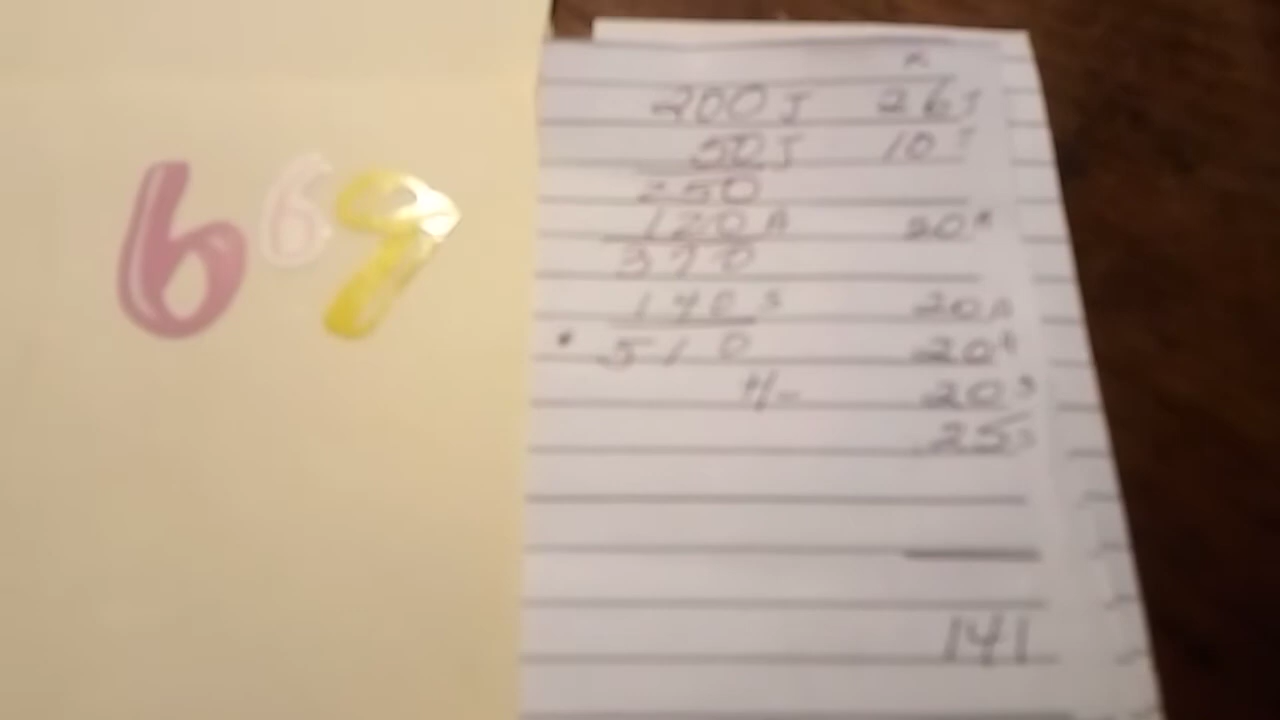 669
K
200 J 26 J
50 J 10 J
250
120 A 20 A
370
140 S 20 A
• 510 20 A
+/- 20 S
25 S
141